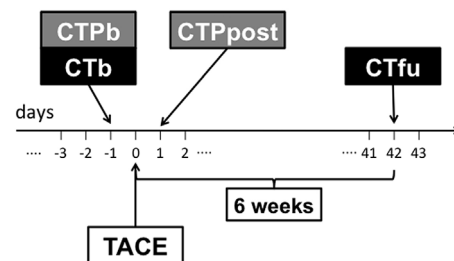 CTPb
CTPpost
CTb
CTfu
days
···· -3 -2 -1 0 1 2 ···· ···· 41 42 43
6 weeks
TACE